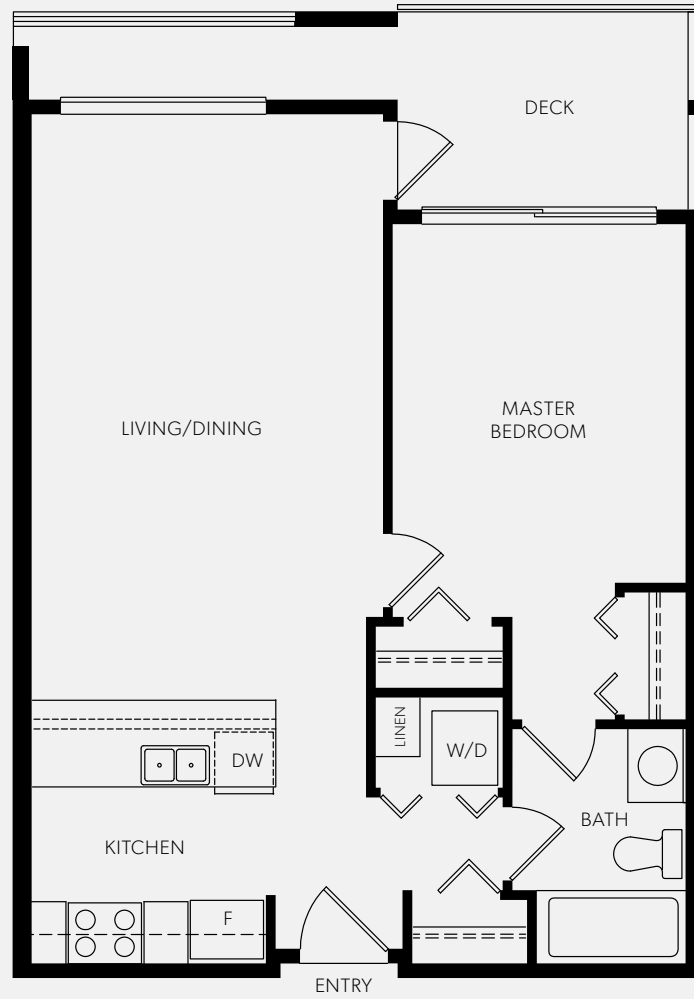 DECK
LIVING/DINING
MASTER
BEDROOM
LINEN
W/D
DW
BATH
KITCHEN
F
ENTRY